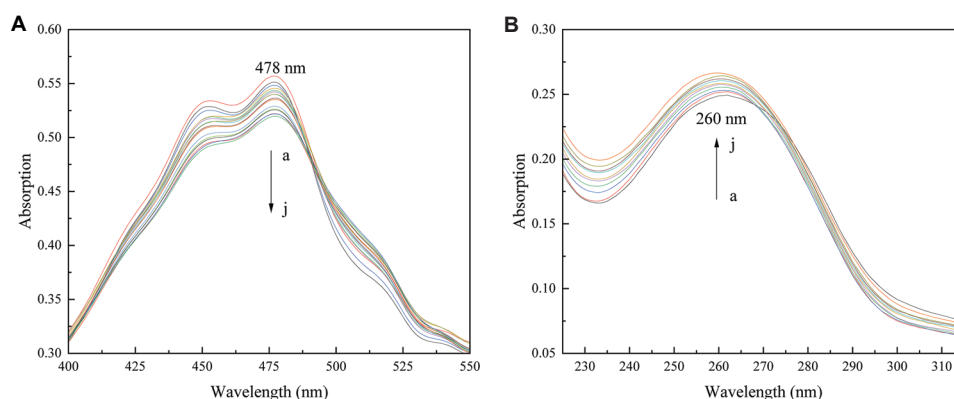 A
0.60
0.55
0.50
0.45
0.40
0.35
0.30
Absorption
478 nm
a
j
400 425 450 475 500 525 550
Wavelength (nm)
B
0.30
0.25
0.20
0.15
0.10
0.05
Absorption
260 nm
j
a
230 240 250 260 270 280 290 300 310
Wavelength (nm)